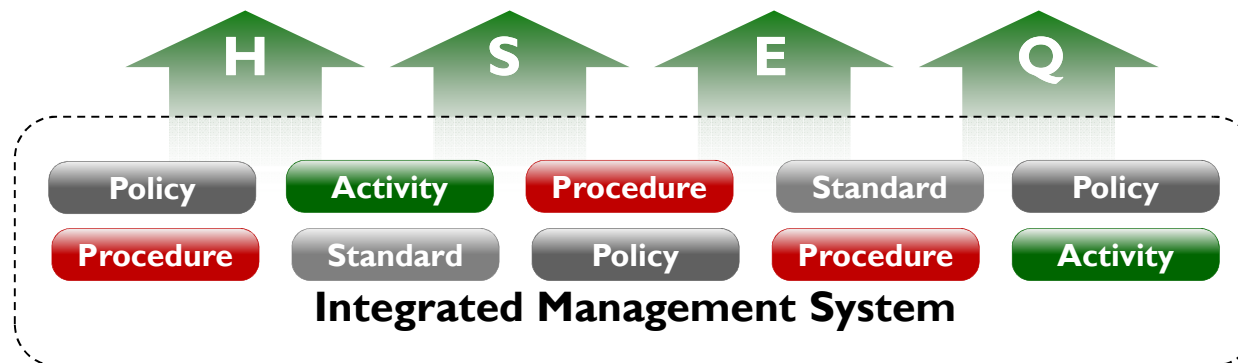 H S E Q
Policy Activity Procedure Standard Policy
Procedure Standard Policy Procedure Activity
Integrated Management System